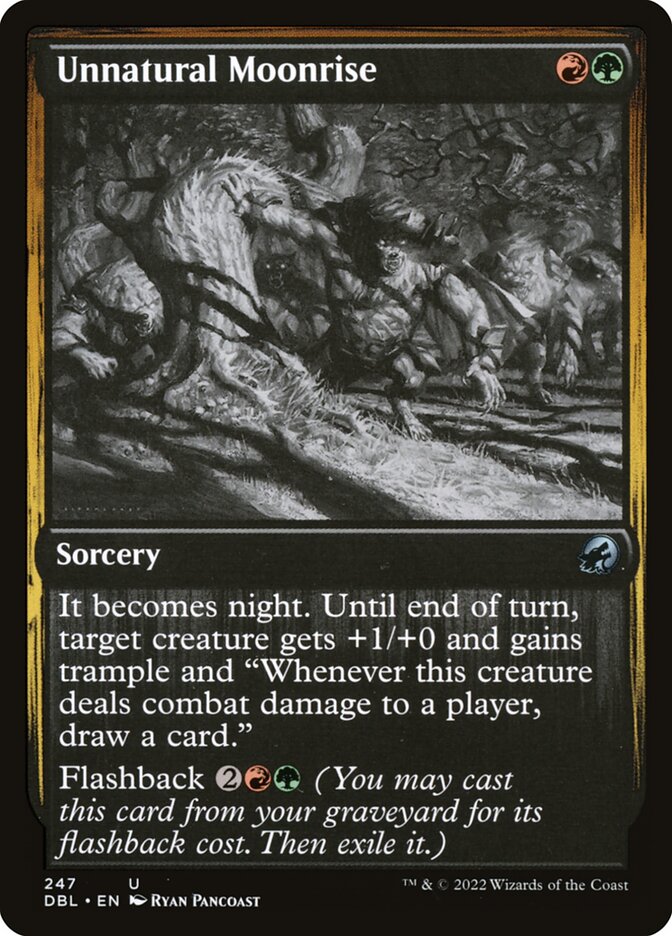 Unnatural Moonrise
Sorcery
It becomes night. Until end of turn,
target creature gets +1/+0 and gains
trample and “Whenever this creature
deals combat damage to a player,
draw a card.”
Flashback 2 (You may cast
this card from your graveyard for its
flashback cost. Then exile it.)
247 U
DBL • EN Ryan Pancoast
™ & © 2022 Wizards of the Coast